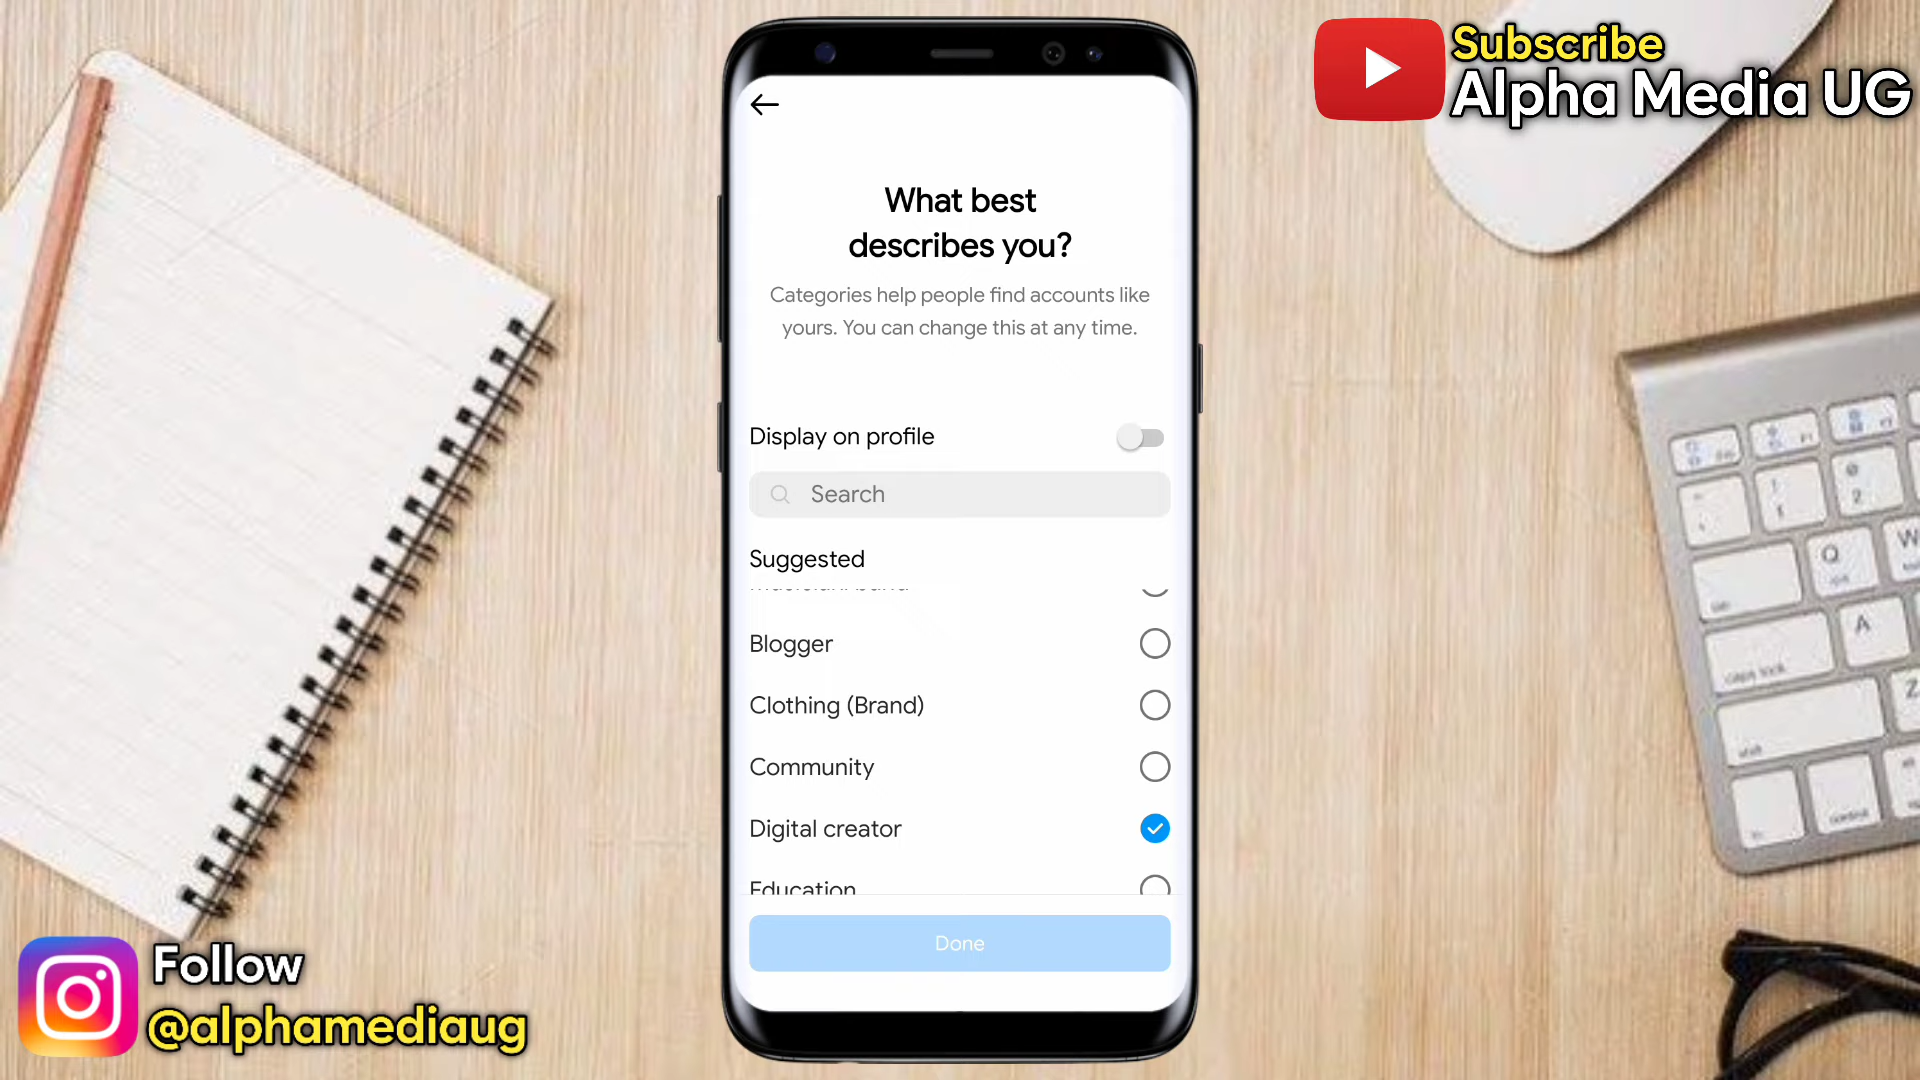 Subscribe
Alpha Media UG
What best
describes you?
Categories help people find accounts like
yours. You can change this at any time.
Display on profile
Search
Suggested
Blogger
Clothing (Brand)
Community
Digital creator
Education
Done
Follow
@alphamediaug